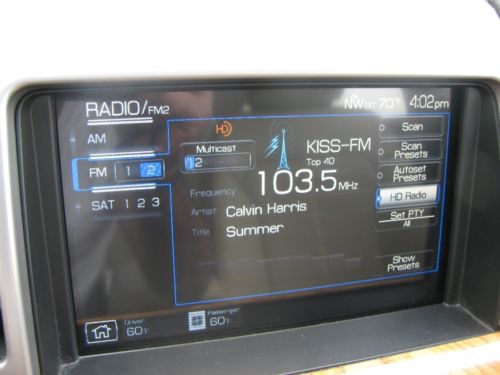 RADIO/FM2
NW EXT 70° 4:02pm
AM
FM 1 2
SAT 1 2 3
HD
Multicast
12
KISS-FM
Top 40
Frequency 103.5 MHz
Artist Calvin Harris
Title Summer
Scan
Scan
Presets
Autoset
Presets
HD Radio
Set PTY
All
Show
Presets
Driver
60°
Passenger
60°